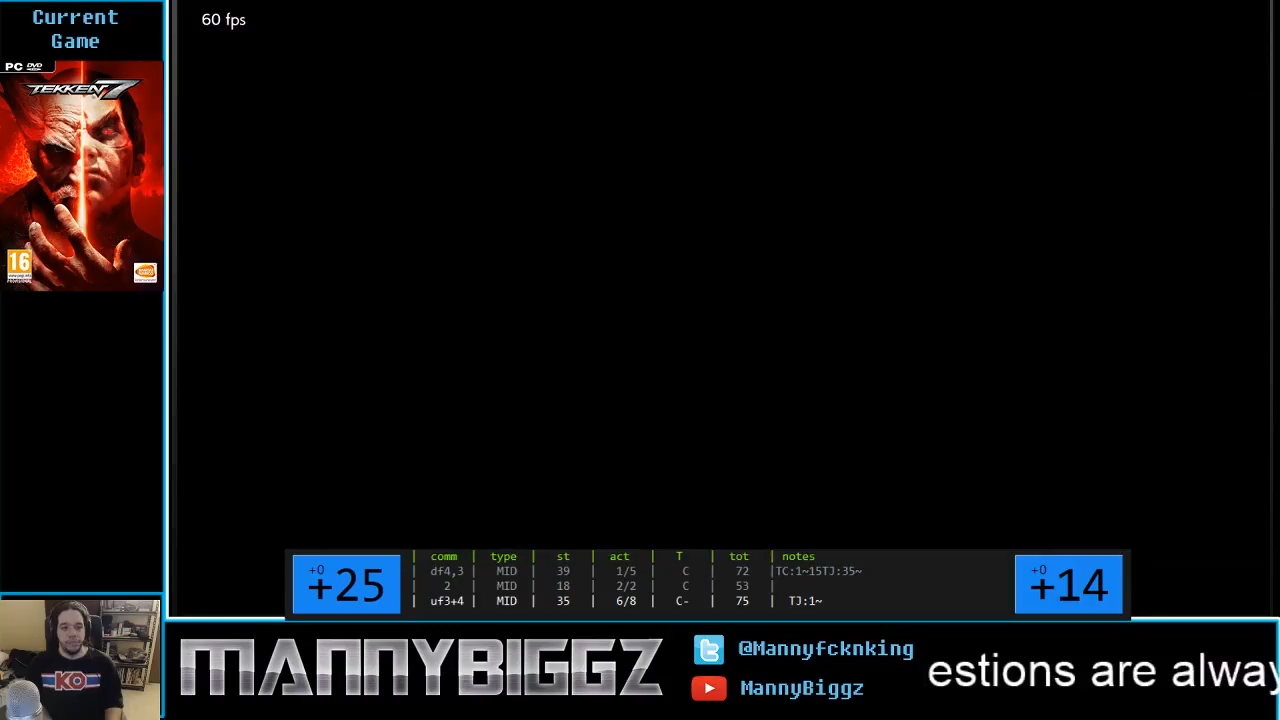 Current
Game
60 fps
PC DVD
TEKKEN 7
16
+0
+25
| comm | type | st | act | T | tot | notes
| df4,3 | MID | 39 | 1/5 | C | 72 |TC:1~15TJ:35~
| 2 | MID | 18 | 2/2 | C | 53 |
| uf3+4 | MID | 35 | 6/8 | C- | 75 | TJ:1~
+0
+14
KO
MANNYBIGGZ
@Mannyfcknking
MannyBiggz
estions are alway